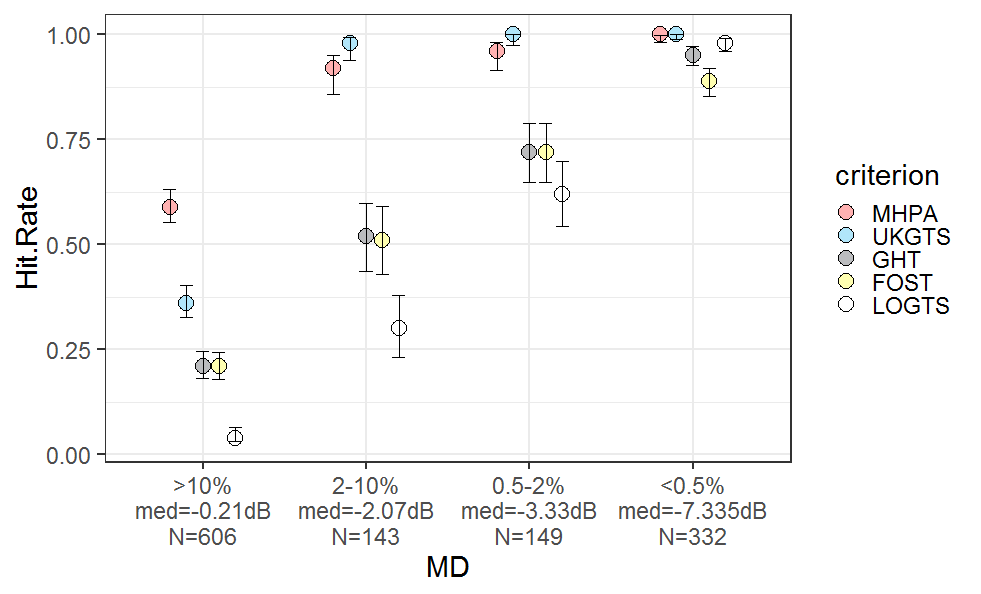 1.00
0.75
0.50
0.25
0.00
Hit.Rate
>10%
med=-0.21dB
N=606
2-10%
med=-2.07dB
N=143
0.5-2%
med=-3.33dB
N=149
<0.5%
med=-7.335dB
N=332
MD
criterion
MHPA
UKGTS
GHT
FOST
LOGTS